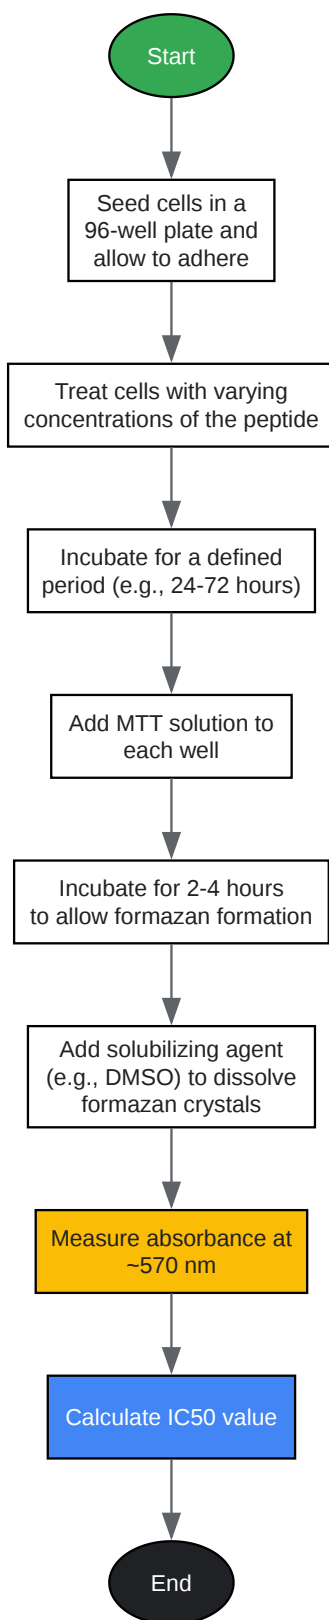 Start
Seed cells in a
96-well plate and
allow to adhere
Treat cells with varying
concentrations of the peptide
Incubate for a defined
period (e.g., 24-72 hours)
Add MTT solution to
each well
Incubate for 2-4 hours
to allow formazan formation
Add solubilizing agent
(e.g., DMSO) to dissolve
formazan crystals
Measure absorbance at
~570 nm
Calculate IC50 value
End